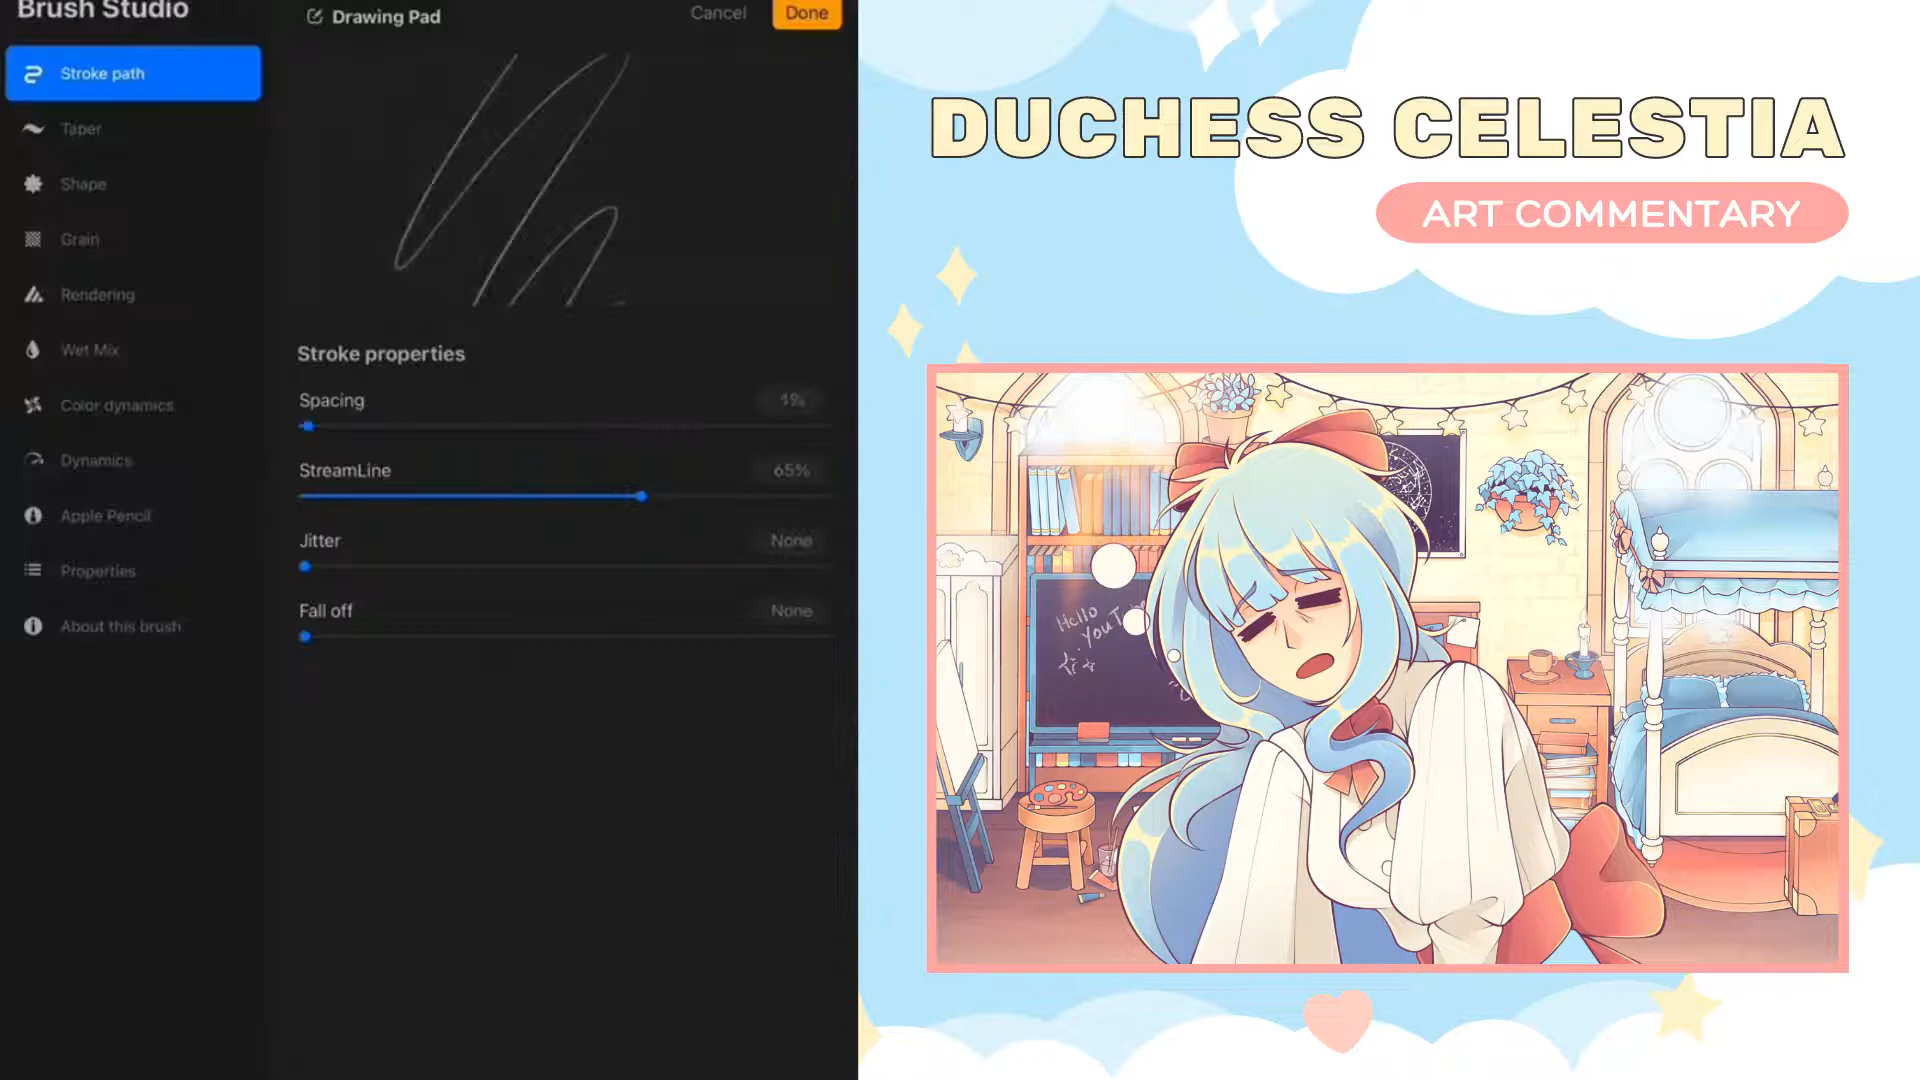 Brush Studio
Stroke path
Taper
Shape
Grain
Rendering
Wet Mix
Color dynamics
Dynamics
Apple Pencil
Properties
About this brush
Drawing Pad
Cancel
Done
Stroke properties
Spacing
1%
StreamLine
65%
Jitter
None
Fall off
None
DUCHESS CELESTIA
ART COMMENTARY
Hello